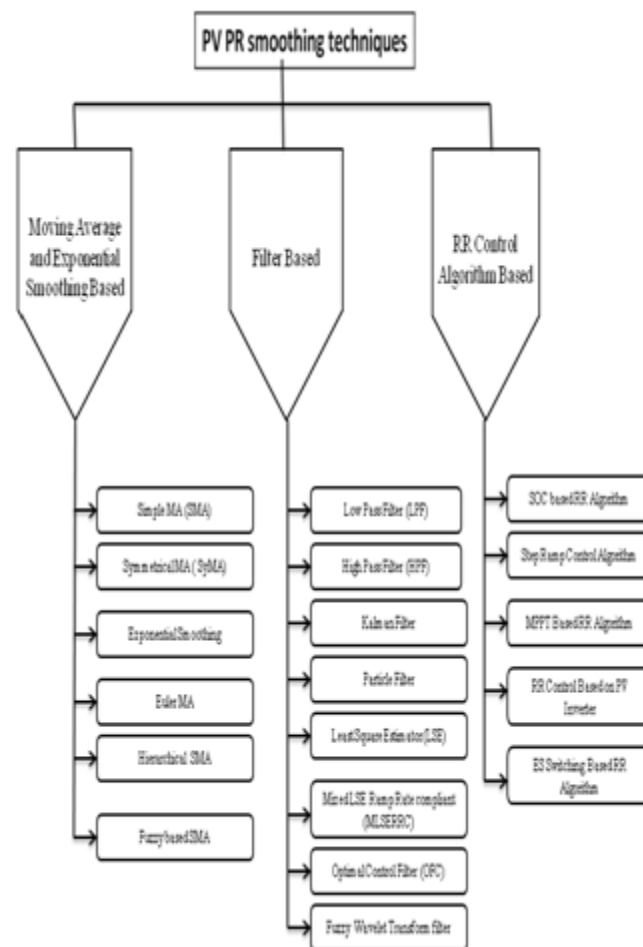 PV PR smoothing techniques
Moving Average
and Exponential
Smoothing Based
Simple MA (SMA)
Symmetrical MA ( SyMA)
Exponential Smoothing
Euler MA
Hierarchical SMA
Fuzzy based SMA
Filter Based
Low Pass Filter (LPF)
High Pass Filter (HPF)
Kalman Filter
Particle Filter
Least Square Estimator (LSE)
Mixed LSE Ramp Rate compliant
(MLSERRC)
Optimal Control Filter (OFC)
Fuzzy Wavelet Transform filter
RR Control
Algorithm Based
SOC based RR Algorithm
Step Ramp Control Algorithm
MPPT Based RR Algorithm
RR Control Based on PV
Inverter
ES Switching Based RR
Algorithm